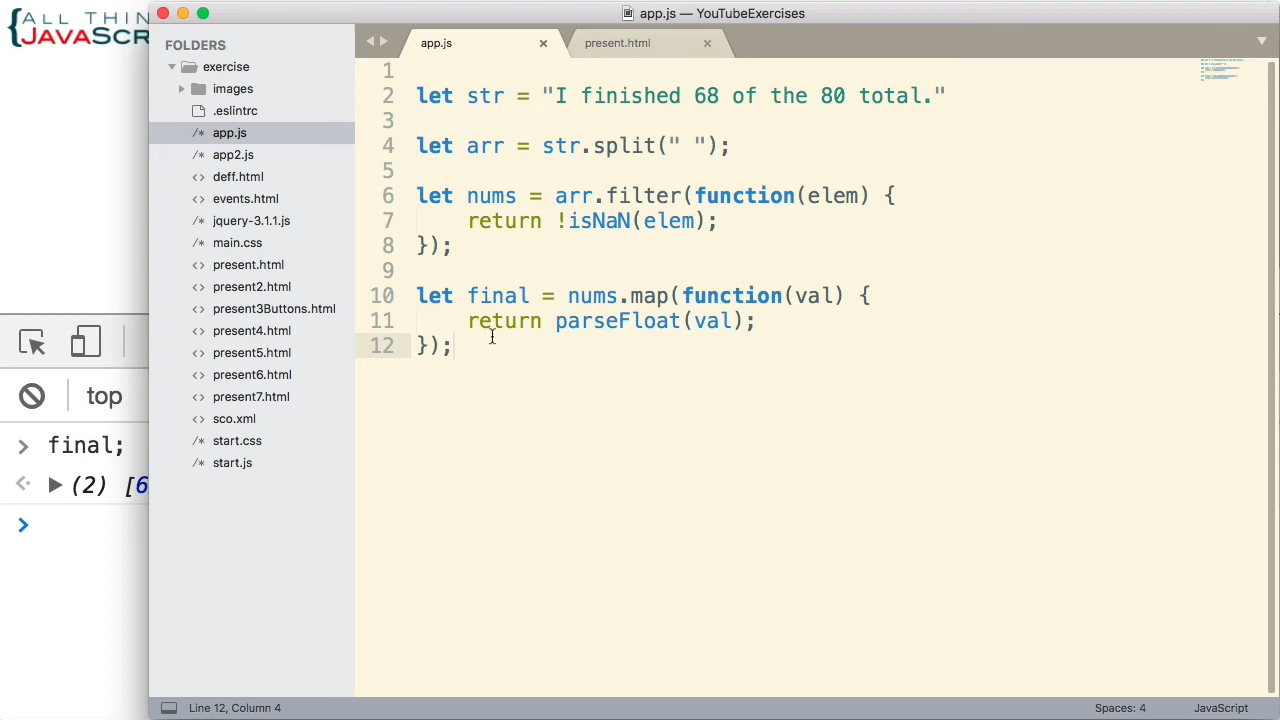 {ALL THIN
JAVASCR
app.js — YouTubeExercises
FOLDERS
exercise
images
.eslintrc
app.js
app2.js
deff.html
events.html
jquery-3.1.1.js
main.css
present.html
present2.html
present3Buttons.html
present4.html
present5.html
present6.html
present7.html
sco.xml
start.css
start.js
app.js
present.html
1
2 let str = "I finished 68 of the 80 total."
3
4 let arr = str.split(" ");
5
6 let nums = arr.filter(function(elem) {
7 return !isNaN(elem);
8 });
9
10 let final = nums.map(function(val) {
11 return parseFloat(val);
12 });
top
> final;
(2) [6
>
Line 12, Column 4
Spaces: 4
JavaScript